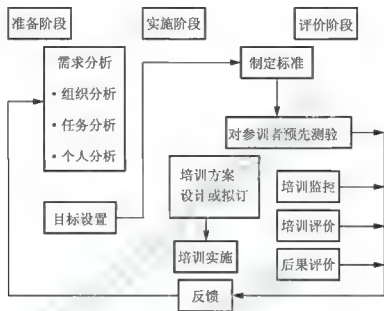 准备阶段
实施阶段
评价阶段
需求分析
• 组织分析
• 任务分析
• 个人分析
制定标准
对参训者预先测验
培训方案
设计或拟订
培训监控
目标设置
培训评价
培训实施
后果评价
反馈